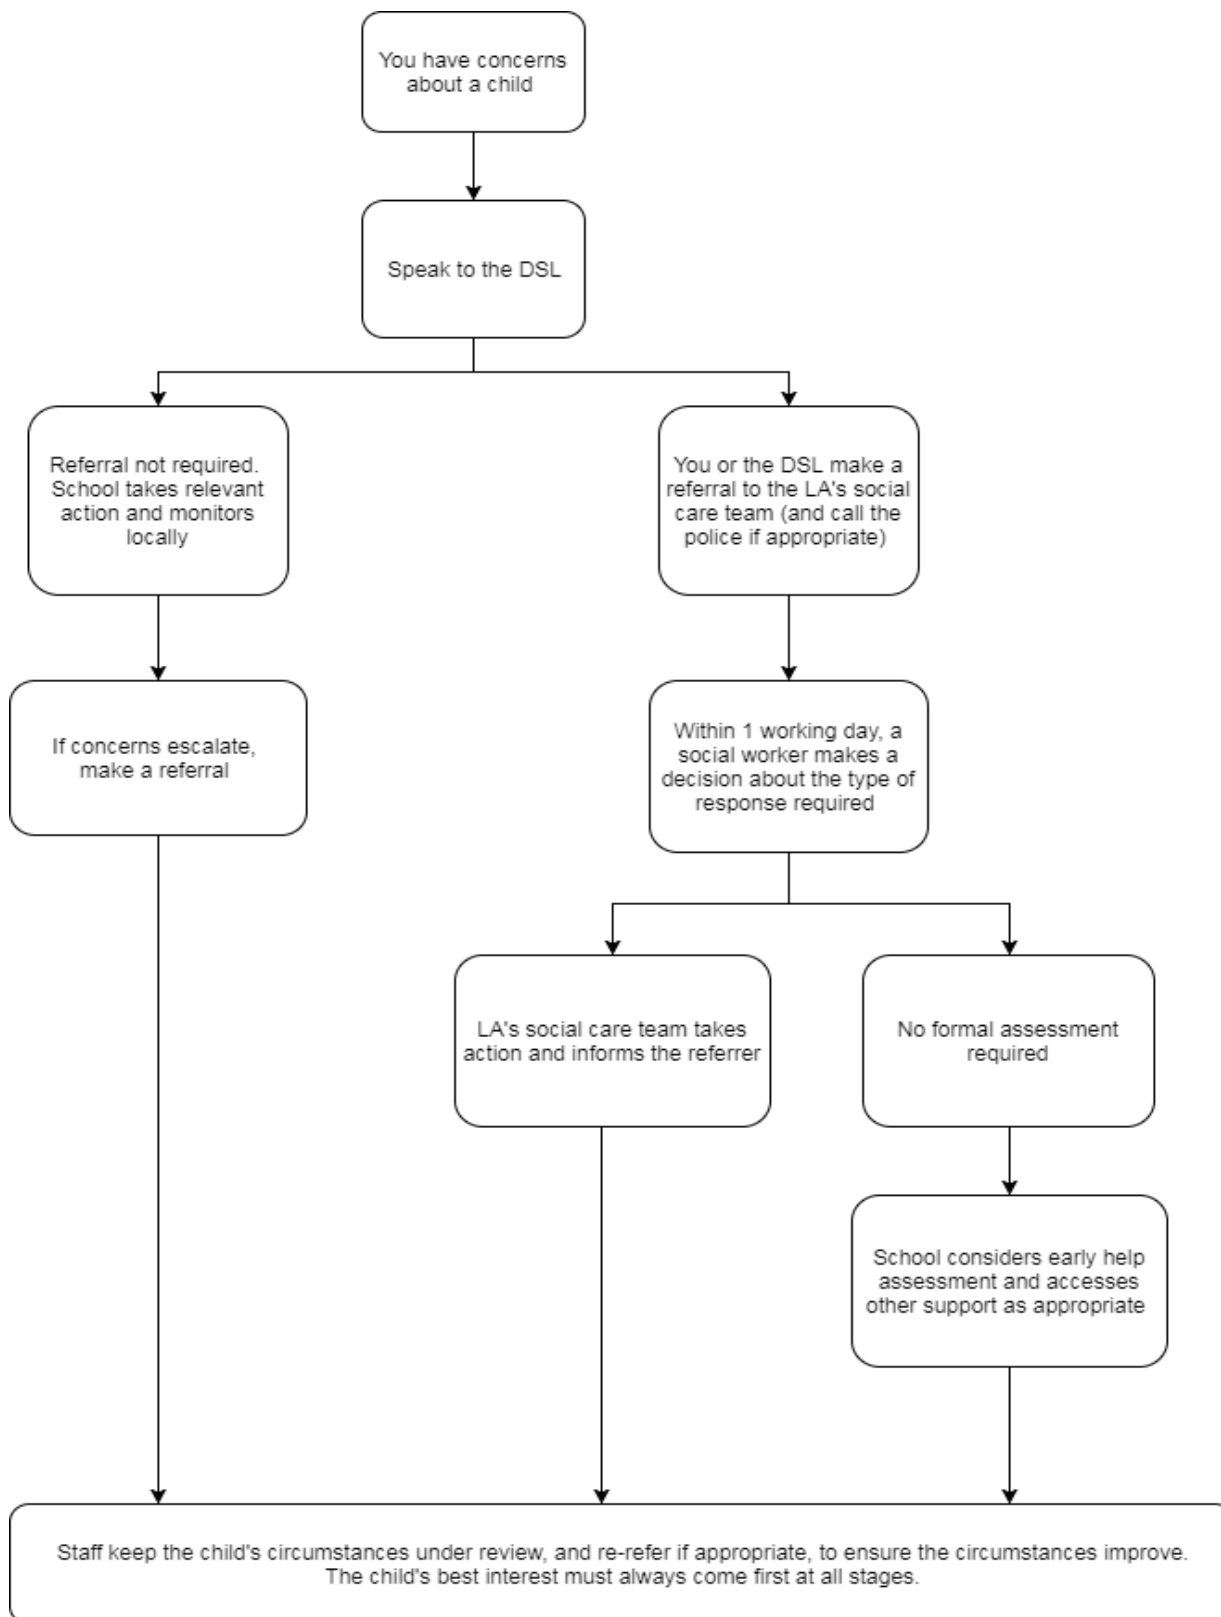 You have concerns
about a child
Speak to the DSL
Referral not required.
School takes relevant
action and monitors
locally
You or the DSL make a
referral to the LA's social
care team (and call the
police if appropriate)
If concerns escalate,
make a referral
Within 1 working day, a
social worker makes a
decision about the type of
response required
LA's social care team takes
action and informs the referrer
No formal assessment
required
School considers early help
assessment and accesses
other support as appropriate
Staff keep the child's circumstances under review, and re-refer if appropriate, to ensure the circumstances improve.
The child's best interest must always come first at all stages.